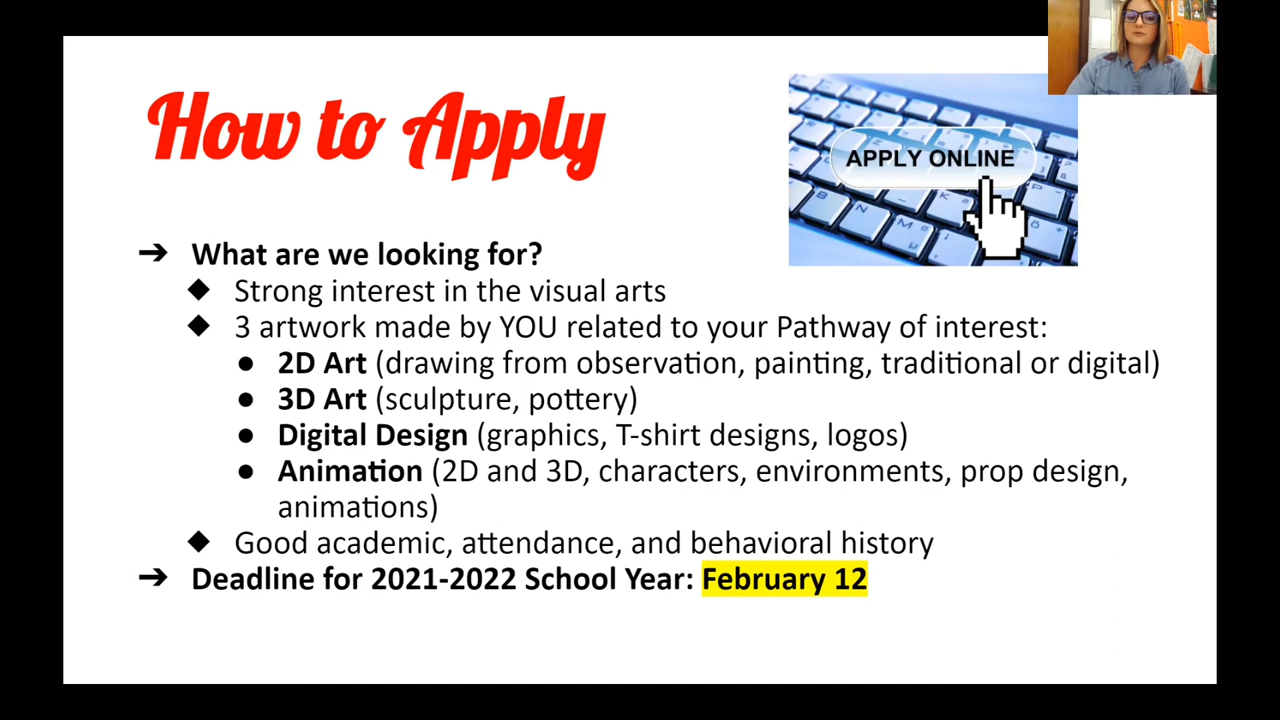 How to Apply
APPLY ONLINE
➔ What are we looking for?
◆ Strong interest in the visual arts
◆ 3 artwork made by YOU related to your Pathway of interest:
● 2D Art (drawing from observation, painting, traditional or digital)
● 3D Art (sculpture, pottery)
● Digital Design (graphics, T-shirt designs, logos)
● Animation (2D and 3D, characters, environments, prop design,
animations)
◆ Good academic, attendance, and behavioral history
➔ Deadline for 2021-2022 School Year: February 12